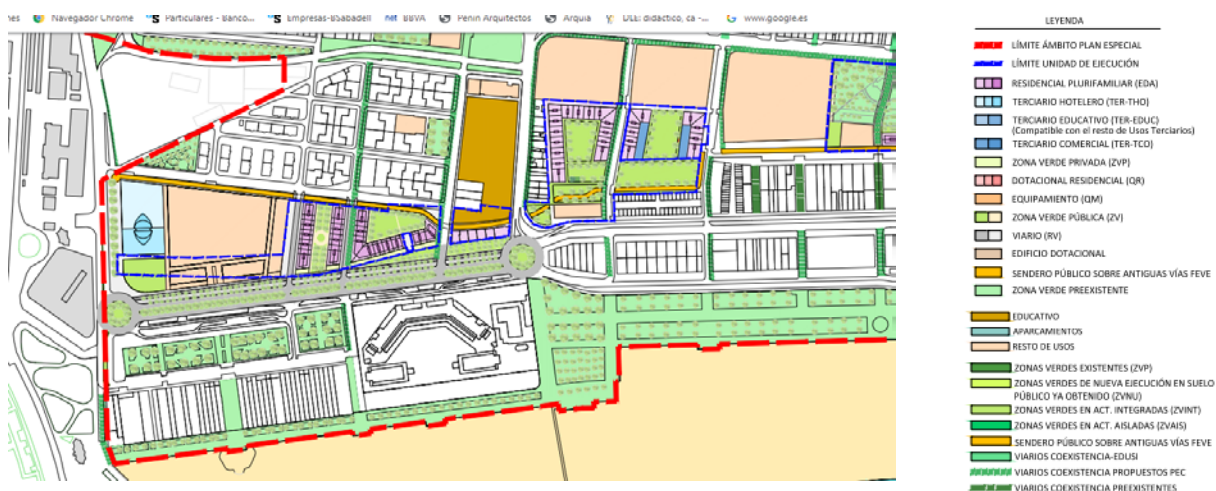 nes Navegador Chrome Particulares - Banco... Empresas-BSabadell BBVA Penin Arquitectos Arquia DLE: didáctico, ca -... www.google.es
LEYENDA
LÍMITE ÁMBITO PLAN ESPECIAL
LÍMITE UNIDAD DE EJECUCIÓN
RESIDENCIAL PLURIFAMILIAR (EDA)
TERCIARIO HOTELERO (TER-THO)
TERCIARIO EDUCATIVO (TER-EDUC)
(Compatible con el resto de Usos Terciarios)
TERCIARIO COMERCIAL (TER-TCO)
ZONA VERDE PRIVADA (ZVP)
DOTACIONAL RESIDENCIAL (QR)
EQUIPAMIENTO (QM)
ZONA VERDE PÚBLICA (ZV)
VIARIO (RV)
EDIFICIO DOTACIONAL
SENDERO PÚBLICO SOBRE ANTIGUAS VÍAS FEVE
ZONA VERDE PREEXISTENTE
EDUCATIVO
APARCAMIENTOS
RESTO DE USOS
ZONAS VERDES EXISTENTES (ZVP)
ZONAS VERDES DE NUEVA EJECUCIÓN EN SUELO
PÚBLICO YA OBTENIDO (ZVNU)
ZONAS VERDES EN ACT. INTEGRADAS (ZVINT)
ZONAS VERDES EN ACT. AISLADAS (ZVAIS)
SENDERO PÚBLICO SOBRE ANTIGUAS VÍAS FEVE
VIARIOS COEXISTENCIA-EDUSI
VIARIOS COEXISTENCIA PROPUESTOS PEC
VIARIOS COEXISTENCIA PREEXISTENTES